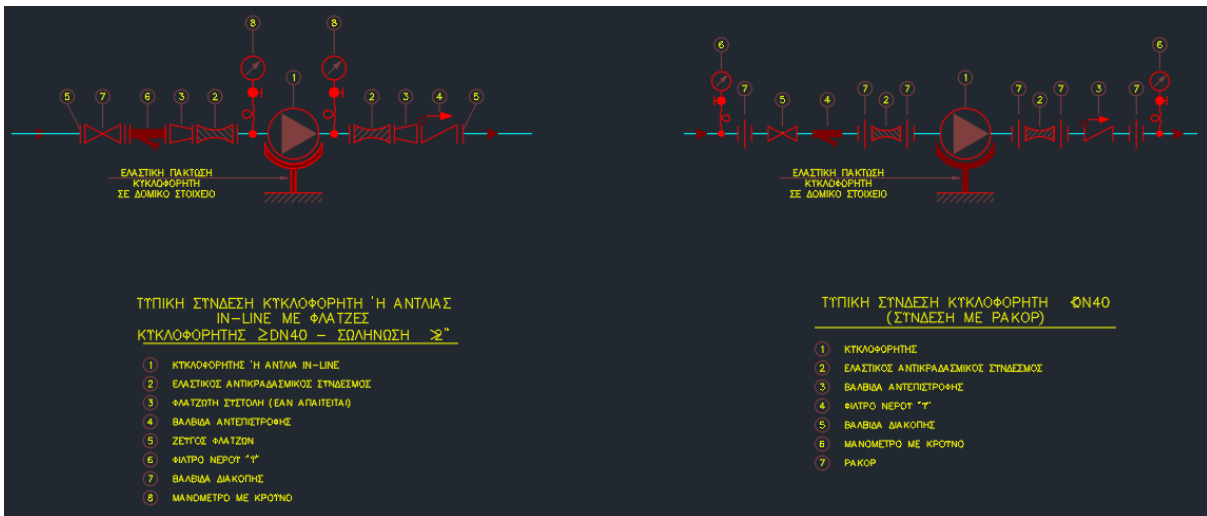 8 8
1
5 7 6 3 2 2 3 4 5
ΕΛΑΣΤΙΚΗ ΠΑΚΤΩΣΗ
ΚΥΚΛΟΦΟΡΗΤΗ
ΣΕ ΔΟΜΙΚΟ ΣΤΟΙΧΕΙΟ
ΤΥΠΙΚΗ ΣΥΝΔΕΣΗ ΚΥΚΛΟΦΟΡΗΤΗ 'Η ΑΝΤΛΙΑΣ
IN-LINE ΜΕ ΦΛΑΤΖΕΣ
ΚΥΚΛΟΦΟΡΗΤΗΣ ≥DN40 - ΣΩΛΗΝΩΣΗ >2"
1 ΚΥΚΛΟΦΟΡΗΤΗΣ 'Η ΑΝΤΛΙΑ IN-LINE
2 ΕΛΑΣΤΙΚΟΣ ΑΝΤΙΚΡΑΔΑΣΜΙΚΟΣ ΣΥΝΔΕΣΜΟΣ
3 ΦΛΑΤΖΩΤΗ ΣΥΣΤΟΛΗ (ΕΑΝ ΑΠΑΙΤΕΙΤΑΙ)
4 ΒΑΛΒΙΔΑ ΑΝΤΕΠΙΣΤΡΟΦΗΣ
5 ΖΕΥΓΟΣ ΦΛΑΤΖΩΝ
6 ΦΙΛΤΡΟ ΝΕΡΟΥ "Υ"
7 ΒΑΛΒΙΔΑ ΔΙΑΚΟΠΗΣ
8 ΜΑΝΟΜΕΤΡΟ ΜΕ ΚΡΟΥΝΟ
6 6
7 5 4 7 2 7 1 7 2 7 3 7
ΕΛΑΣΤΙΚΗ ΠΑΚΤΩΣΗ
ΚΥΚΛΟΦΟΡΗΤΗ
ΣΕ ΔΟΜΙΚΟ ΣΤΟΙΧΕΙΟ
ΤΥΠΙΚΗ ΣΥΝΔΕΣΗ ΚΥΚΛΟΦΟΡΗΤΗ <DN40
(ΣΥΝΔΕΣΗ ΜΕ ΡΑΚΟΡ)
1 ΚΥΚΛΟΦΟΡΗΤΗΣ
2 ΕΛΑΣΤΙΚΟΣ ΑΝΤΙΚΡΑΔΑΣΜΙΚΟΣ ΣΥΝΔΕΣΜΟΣ
3 ΒΑΛΒΙΔΑ ΑΝΤΕΠΙΣΤΡΟΦΗΣ
4 ΦΙΛΤΡΟ ΝΕΡΟΥ "Υ"
5 ΒΑΛΒΙΔΑ ΔΙΑΚΟΠΗΣ
6 ΜΑΝΟΜΕΤΡΟ ΜΕ ΚΡΟΥΝΟ
7 ΡΑΚΟΡ